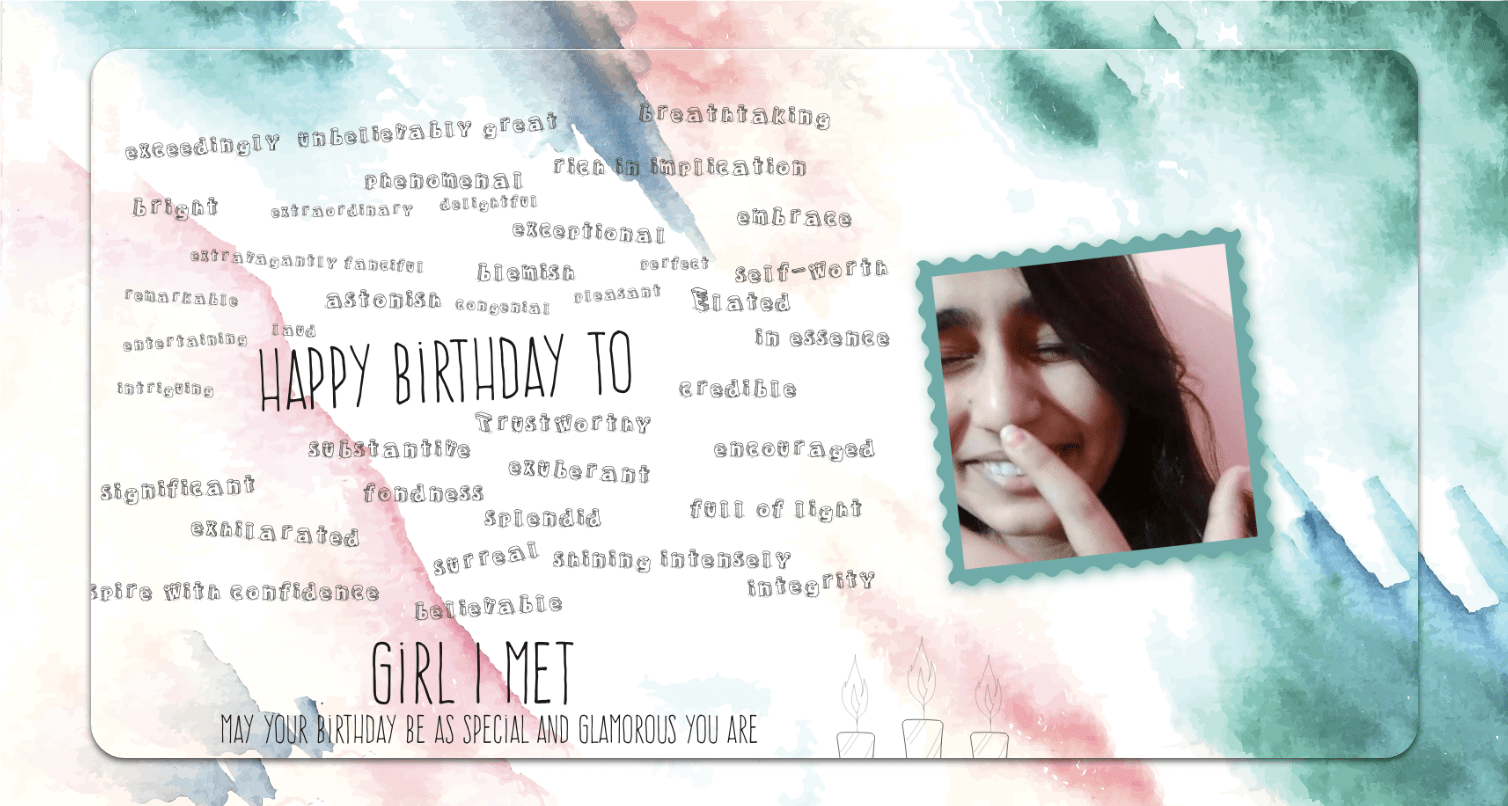 exceedingly unbelievably great
breathtaking
phenomenal
rich in implication
bright
extraordinary
delightful
exceptional
embrace
extravagantly fanciful
blemish
perfect
self-worth
remarkable
astonish
congenial
pleasant
Elated
entertaining
laud
in essence
HAPPY BiRTHDAY TO
intriguing
credible
Trustworthy
substantive
exuberant
encouraged
significant
fondness
splendid
full of light
exhilarated
surreal
shining intensely
spire with confidence
believable
integrity
GiRL I MET
MAY YOUR BiRTHDAY BE AS SPECiAL AND GLAMOROUS YOU ARE